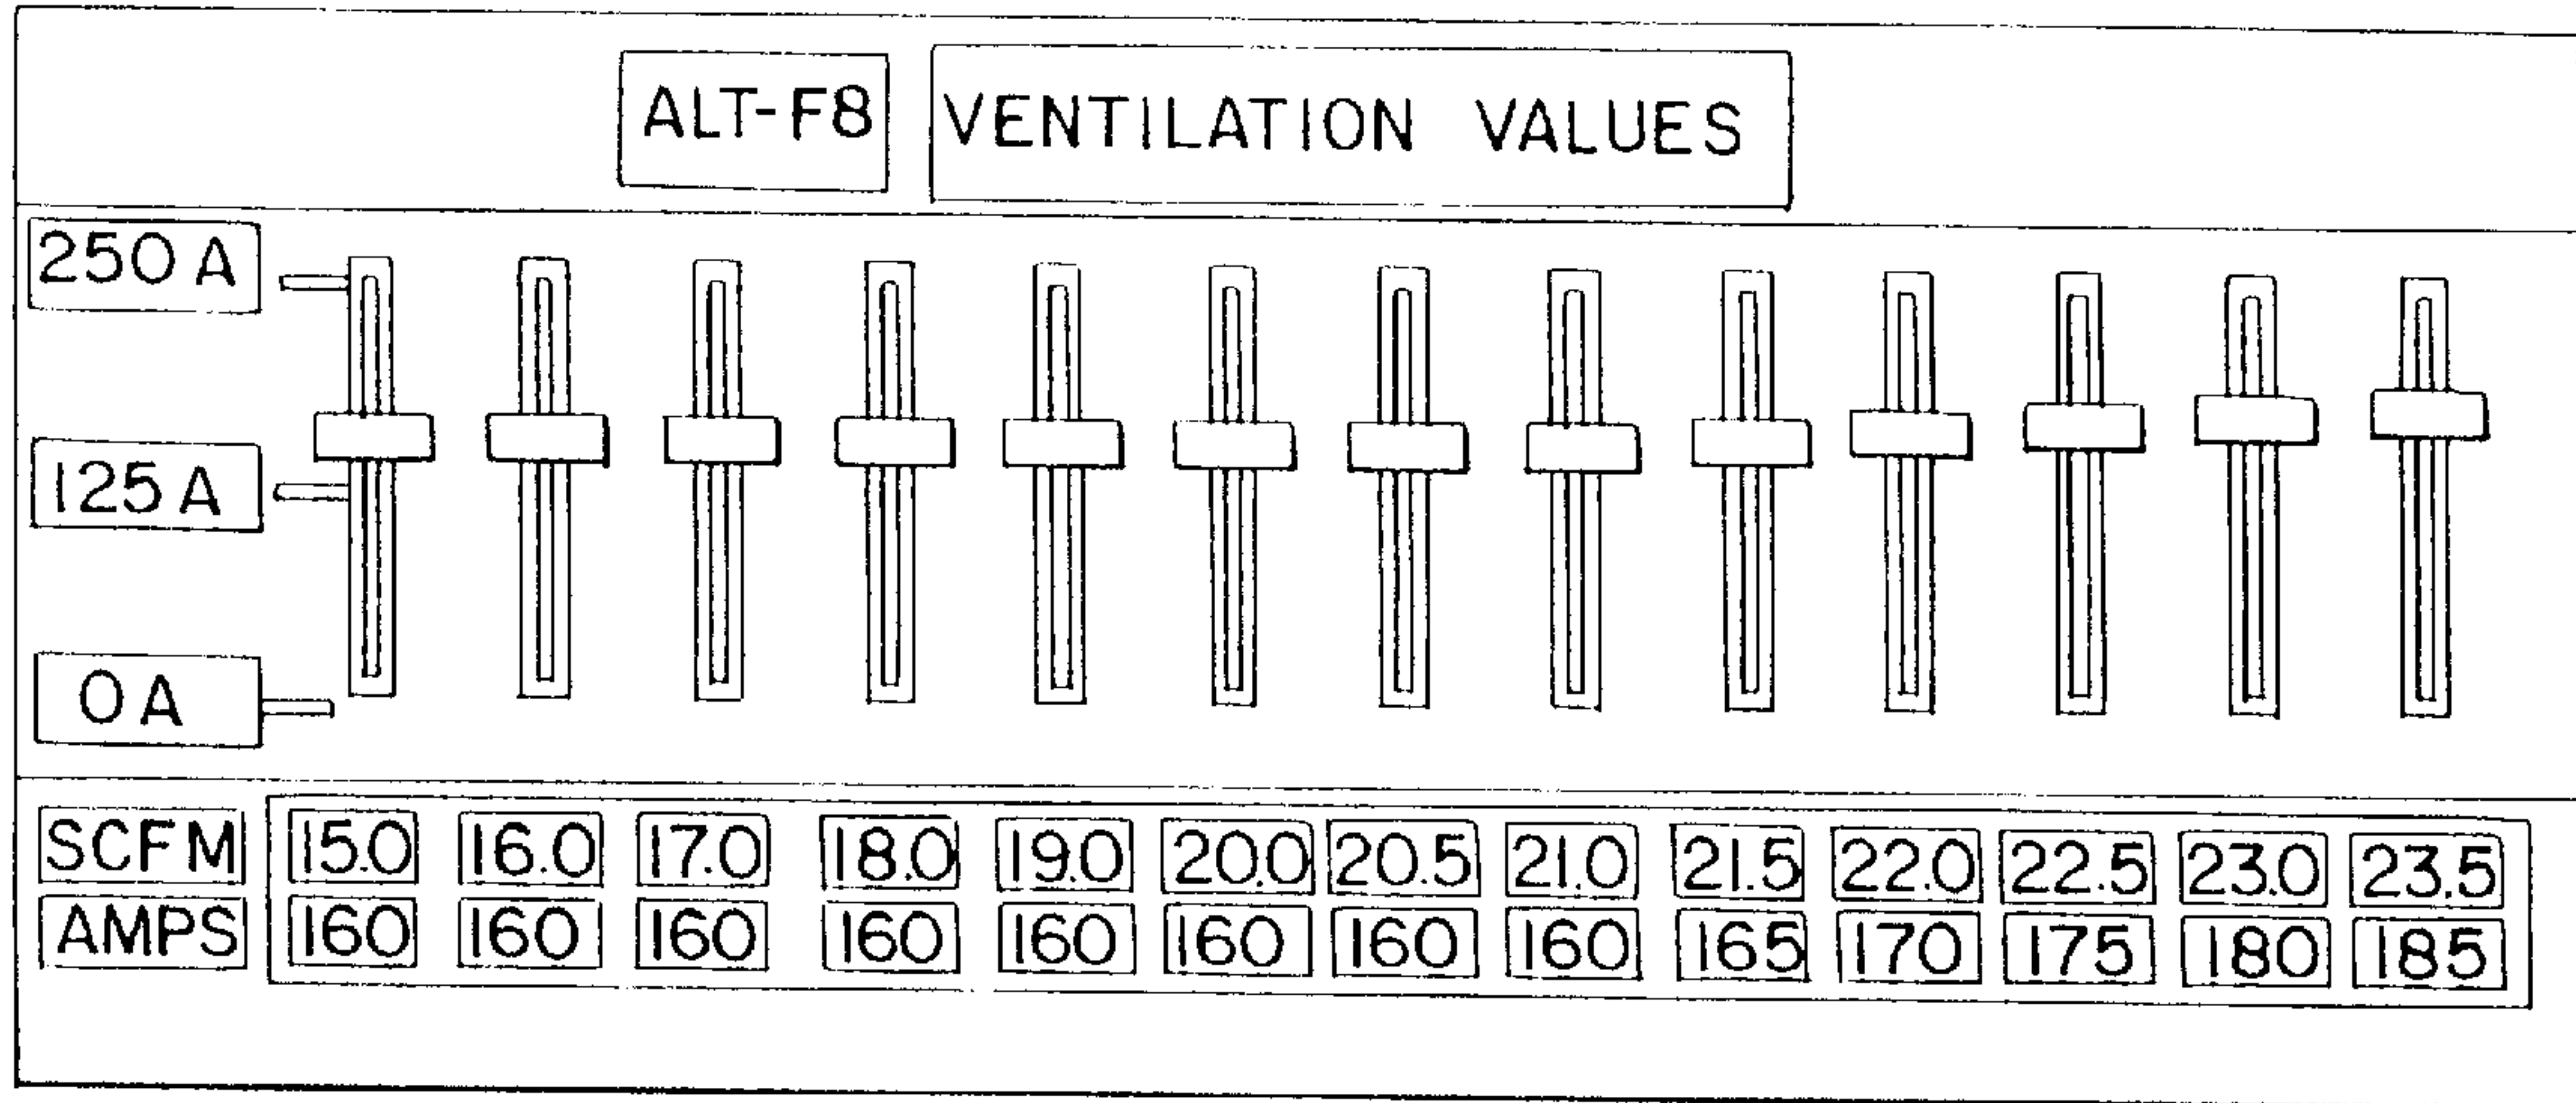 ALT-F8 VENTILATION VALUES
250 A
125 A
0 A
SCFM 15.0 16.0 17.0 18.0 19.0 20.0 20.5 21.0 21.5 22.0 22.5 23.0 23.5
AMPS 160 160 160 160 160 160 160 160 165 170 175 180 185